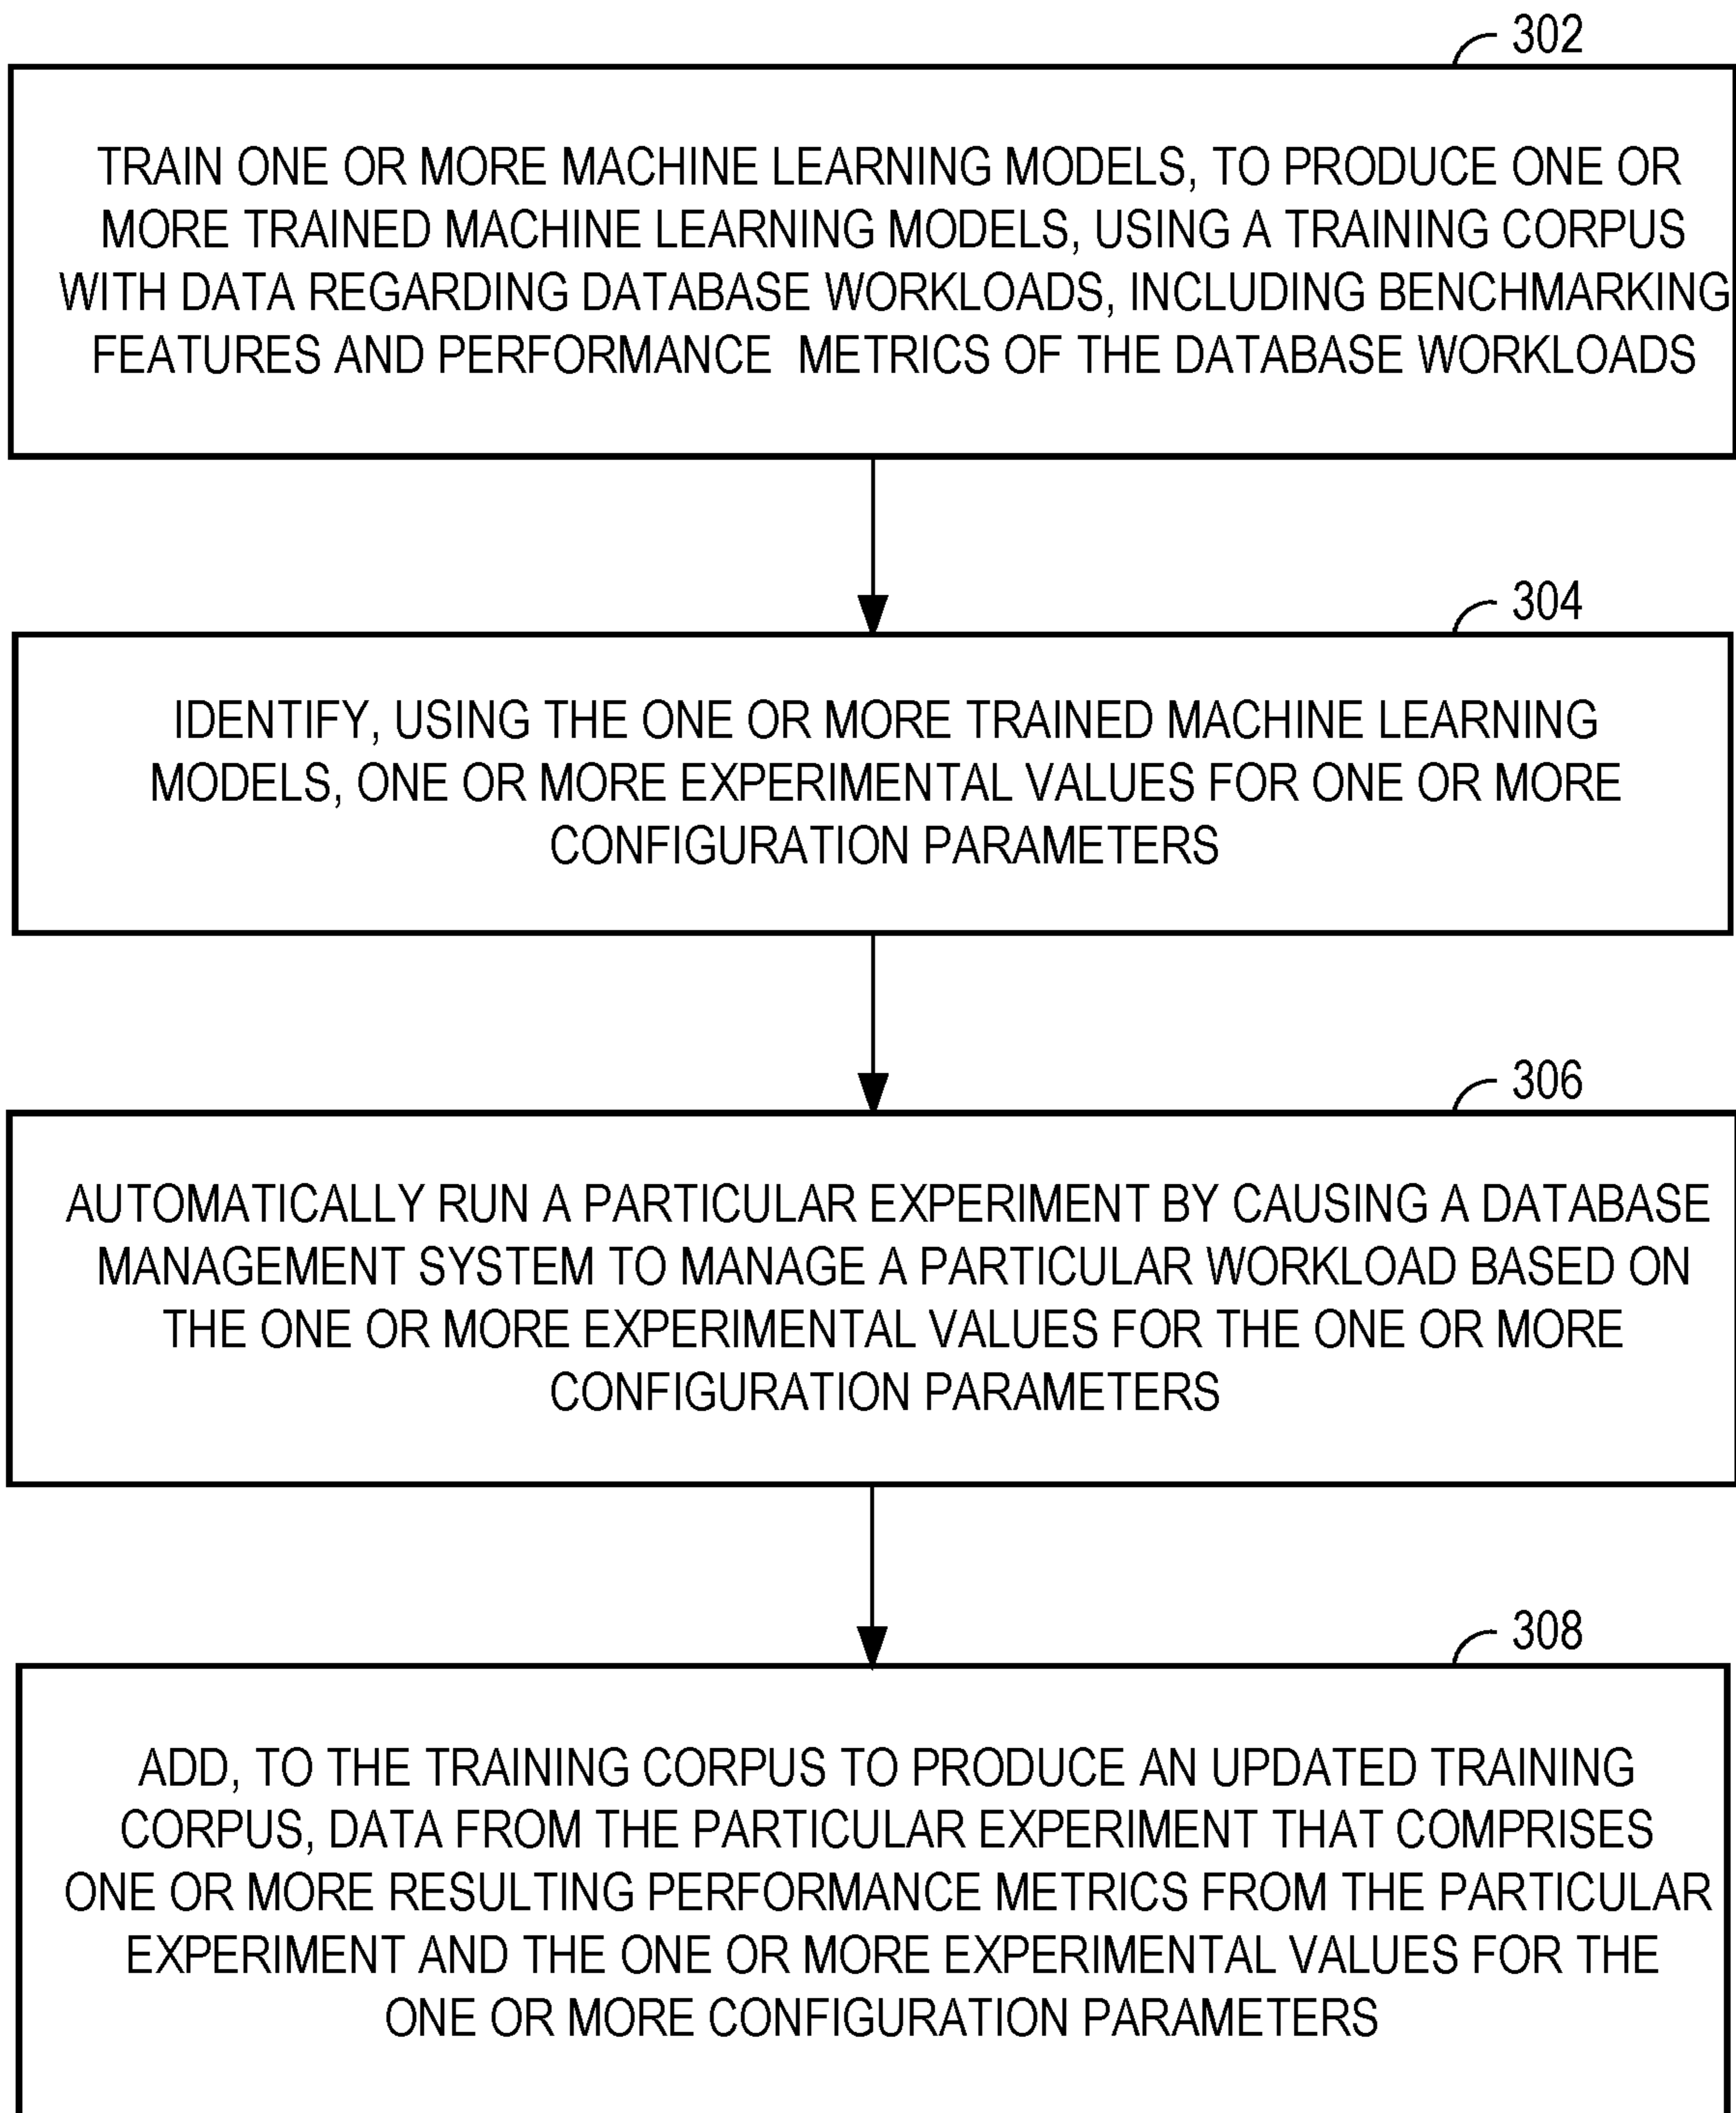 302
TRAIN ONE OR MORE MACHINE LEARNING MODELS, TO PRODUCE ONE OR
MORE TRAINED MACHINE LEARNING MODELS, USING A TRAINING CORPUS
WITH DATA REGARDING DATABASE WORKLOADS, INCLUDING BENCHMARKING
FEATURES AND PERFORMANCE METRICS OF THE DATABASE WORKLOADS
304
IDENTIFY, USING THE ONE OR MORE TRAINED MACHINE LEARNING
MODELS, ONE OR MORE EXPERIMENTAL VALUES FOR ONE OR MORE
CONFIGURATION PARAMETERS
306
AUTOMATICALLY RUN A PARTICULAR EXPERIMENT BY CAUSING A DATABASE
MANAGEMENT SYSTEM TO MANAGE A PARTICULAR WORKLOAD BASED ON
THE ONE OR MORE EXPERIMENTAL VALUES FOR THE ONE OR MORE
CONFIGURATION PARAMETERS
308
ADD, TO THE TRAINING CORPUS TO PRODUCE AN UPDATED TRAINING
CORPUS, DATA FROM THE PARTICULAR EXPERIMENT THAT COMPRISES
ONE OR MORE RESULTING PERFORMANCE METRICS FROM THE PARTICULAR
EXPERIMENT AND THE ONE OR MORE EXPERIMENTAL VALUES FOR THE
ONE OR MORE CONFIGURATION PARAMETERS